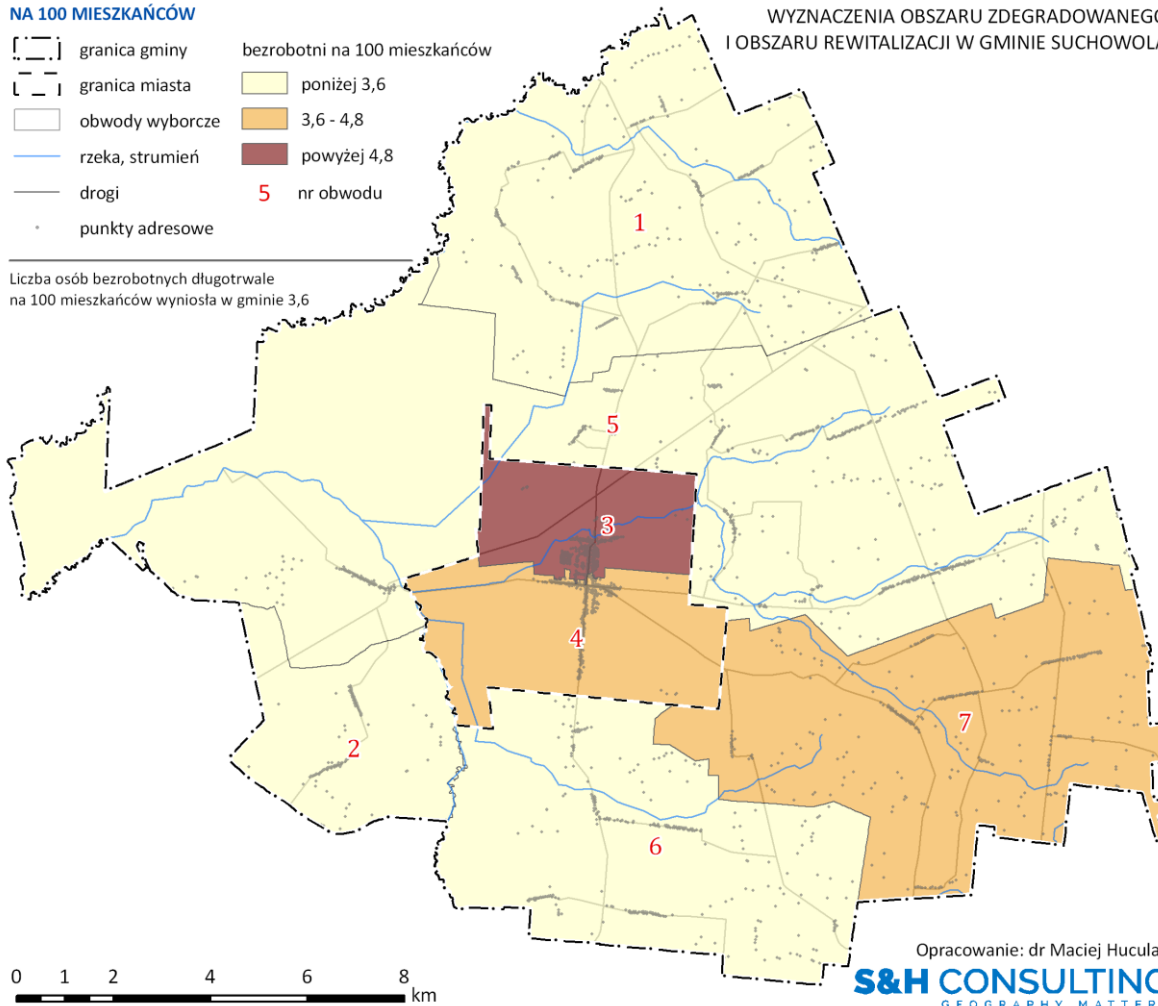 NA 100 MIESZKAŃCÓW
WYZNACZENIA OBSZARU ZDEGRADOWANEGO
I OBSZARU REWITALIZACJI W GMINIE SUCHOWOLA
granica gminy
granica miasta
obwody wyborcze
rzeka, strumień
drogi
punkty adresowe
bezrobotni na 100 mieszkańców
poniżej 3,6
3,6 - 4,8
powyżej 4,8
5 nr obwodu
Liczba osób bezrobotnych długotrwale
na 100 mieszkańców wyniosła w gminie 3,6
1
5
3
4
7
2
6
0 1 2 4 6 8 km
Opracowanie: dr Maciej Hucula
S&H CONSULTING
GEOGRAPHY MATTER